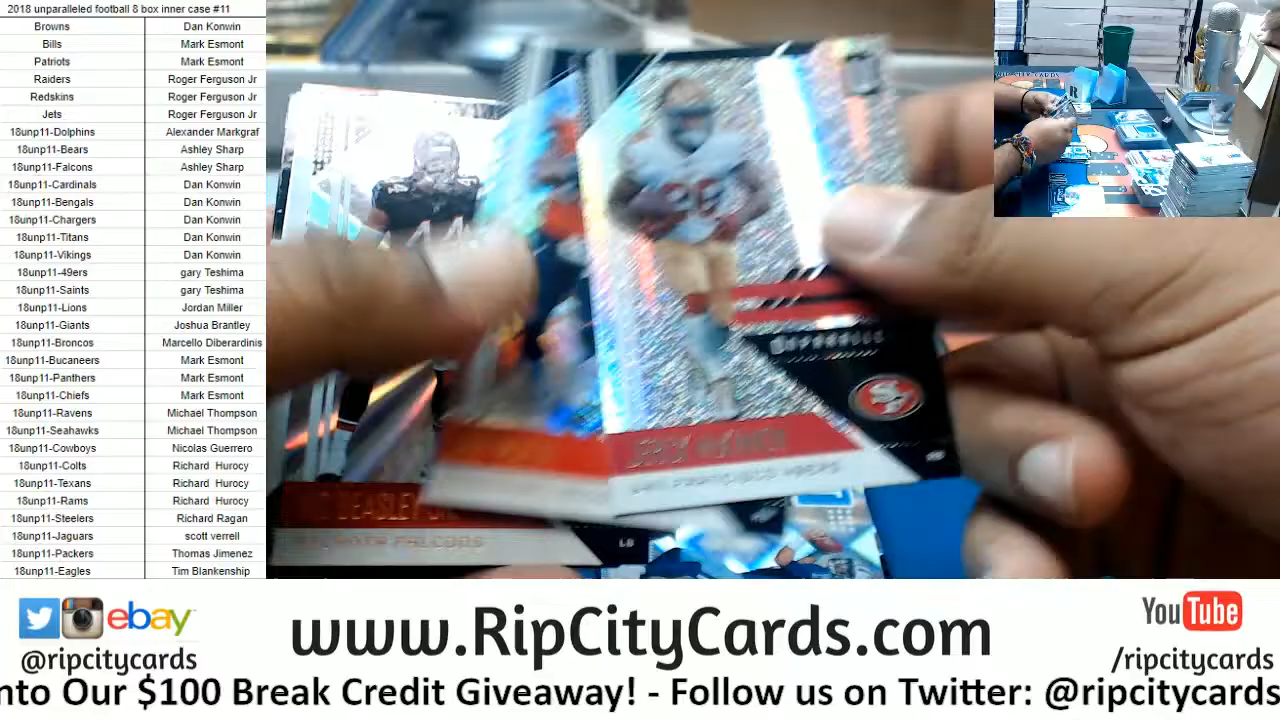 2018 unparalleled football 8 box inner case #11
Browns Dan Konwin
Bills Mark Esmont
Patriots Mark Esmont
Raiders Roger Ferguson Jr
Redskins Roger Ferguson Jr
Jets Roger Ferguson Jr
18unp11-Dolphins Alexander Markgraf
18unp11-Bears Ashley Sharp
18unp11-Falcons Ashley Sharp
18unp11-Cardinals Dan Konwin
18unp11-Bengals Dan Konwin
18unp11-Chargers Dan Konwin
18unp11-Titans Dan Konwin
18unp11-Vikings Dan Konwin
18unp11-49ers gary Teshima
18unp11-Saints gary Teshima
18unp11-Lions Jordan Miller
18unp11-Giants Joshua Brantley
18unp11-Broncos Marcello Diberardinis
18unp11-Bucaneers Mark Esmont
18unp11-Panthers Mark Esmont
18unp11-Chiefs Mark Esmont
18unp11-Ravens Michael Thompson
18unp11-Seahawks Michael Thompson
18unp11-Cowboys Nicolas Guerrero
18unp11-Colts Richard Hurocy
18unp11-Texans Richard Hurocy
18unp11-Rams Richard Hurocy
18unp11-Steelers Richard Ragan
18unp11-Jaguars scott verrell
18unp11-Packers Thomas Jimenez
18unp11-Eagles Tim Blankenship
BEASLEY
FALCONS
LB
ebay
@ripcitycards
www.RipCityCards.com
YouTube
/ripcitycards
nto Our $100 Break Credit Giveaway! - Follow us on Twitter: @ripcitycards